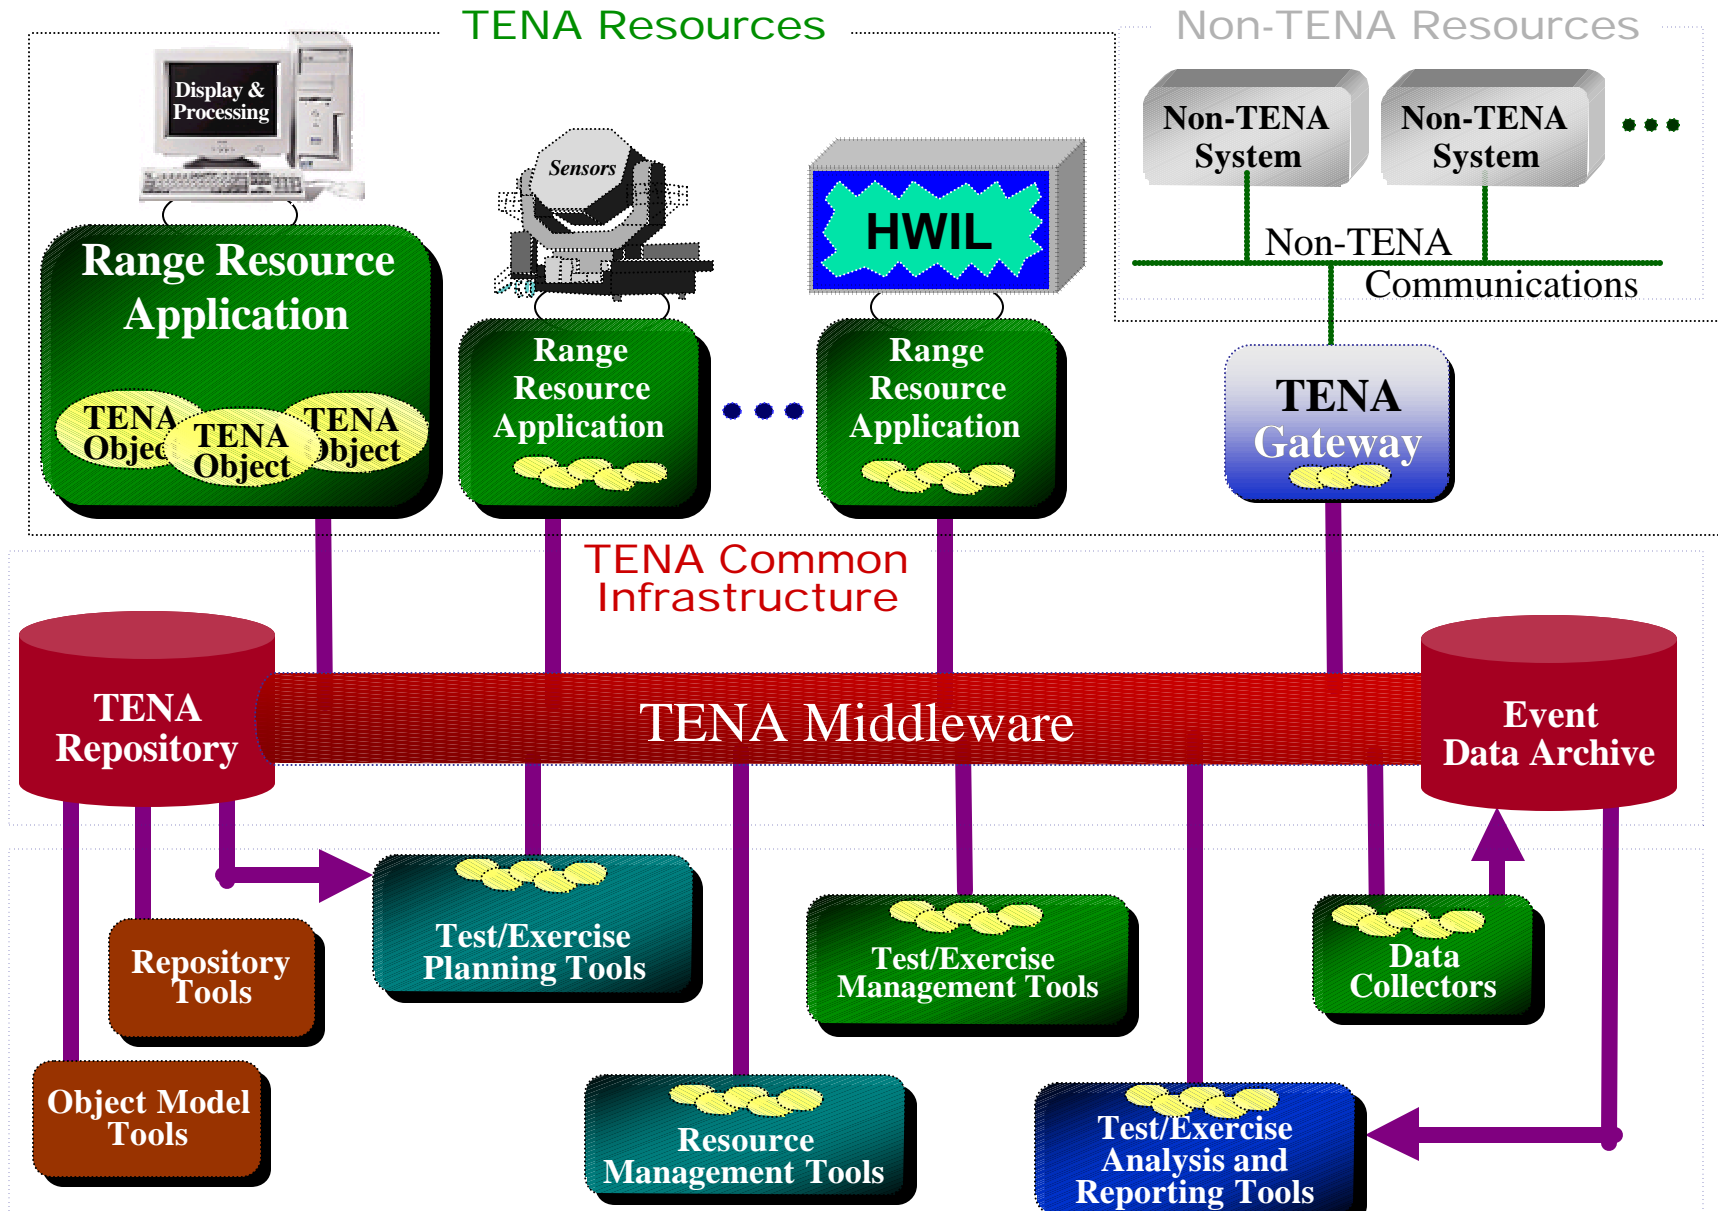 TENA Resources
Non-TENA Resources
Display &
Processing
Sensors
HWIL
Non-TENA
System
Non-TENA
System
Non-TENA
Communications
Range Resource
Application
TENA
Object
TENA
Object
TENA
Object
Range
Resource
Application
Range
Resource
Application
TENA
Gateway
TENA Common
Infrastructure
TENA
Repository
TENA Middleware
Event
Data Archive
Repository
Tools
Test/Exercise
Planning Tools
Test/Exercise
Management Tools
Data
Collectors
Object Model
Tools
Resource
Management Tools
Test/Exercise
Analysis and
Reporting Tools